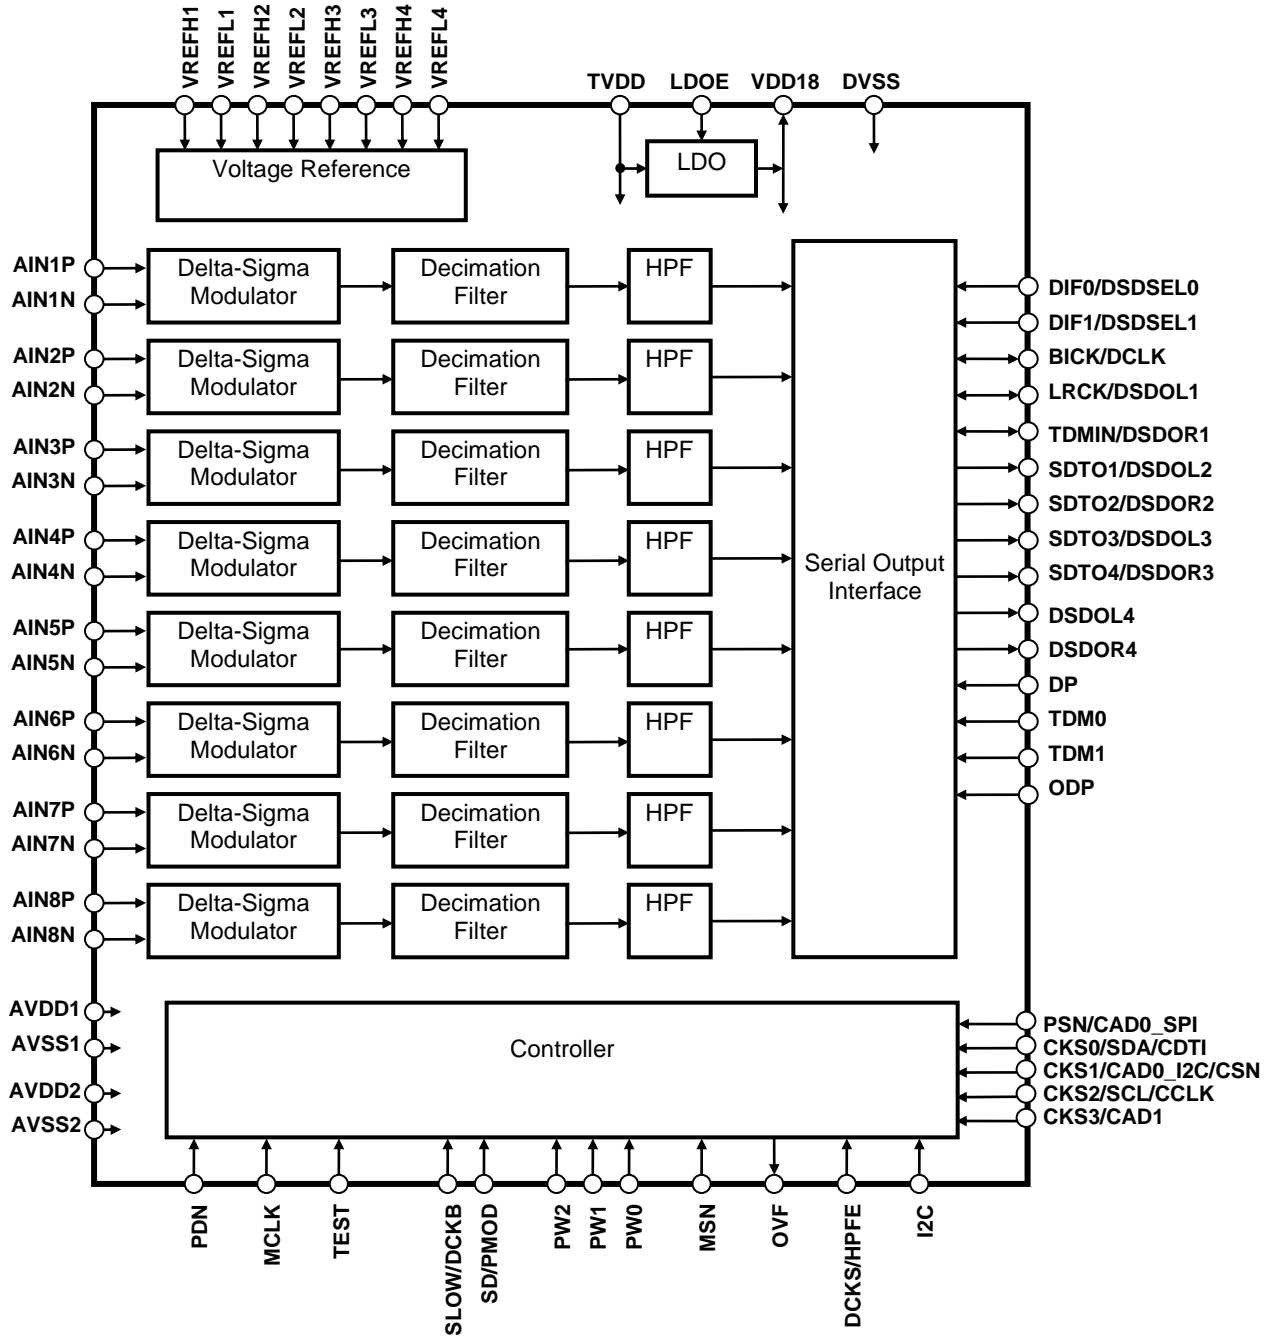 VREFH1
VREFL1
VREFH2
VREFL2
VREFH3
VREFL3
VREFH4
VREFL4
TVDD
LDOE
VDD18
DVSS
Voltage Reference
LDO
AIN1P
AIN1N
Delta-Sigma
Modulator
Decimation
Filter
HPF
AIN2P
AIN2N
Delta-Sigma
Modulator
Decimation
Filter
HPF
AIN3P
AIN3N
Delta-Sigma
Modulator
Decimation
Filter
HPF
AIN4P
AIN4N
Delta-Sigma
Modulator
Decimation
Filter
HPF
AIN5P
AIN5N
Delta-Sigma
Modulator
Decimation
Filter
HPF
AIN6P
AIN6N
Delta-Sigma
Modulator
Decimation
Filter
HPF
AIN7P
AIN7N
Delta-Sigma
Modulator
Decimation
Filter
HPF
AIN8P
AIN8N
Delta-Sigma
Modulator
Decimation
Filter
HPF
Serial Output
Interface
DIF0/DSDSEL0
DIF1/DSDSEL1
BICK/DCLK
LRCK/DSDOL1
TDMIN/DSDOR1
SDTO1/DSDOL2
SDTO2/DSDOR2
SDTO3/DSDOL3
SDTO4/DSDOR3
DSDOL4
DSDOR4
DP
TDM0
TDM1
ODP
AVDD1
AVSS1
AVDD2
AVSS2
Controller
PSN/CAD0_SPI
CKS0/SDA/CDTI
CKS1/CAD0_I2C/CSN
CKS2/SCL/CCLK
CKS3/CAD1
PDN
MCLK
TEST
SLOW/DCKB
SD/PMOD
PW2
PW1
PW0
MSN
OVF
DCKS/HPFE
I2C